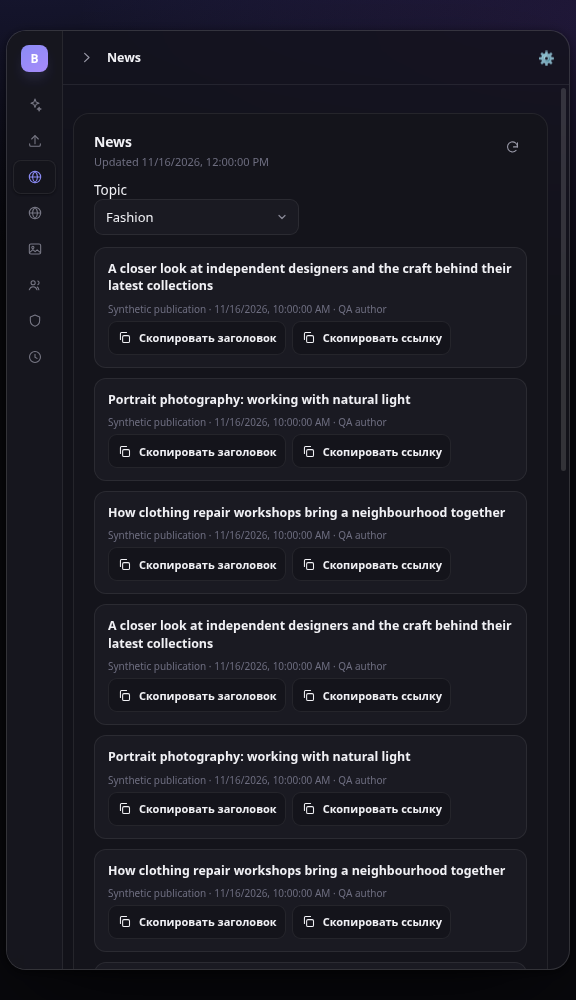 B
News
News
Updated 11/16/2026, 12:00:00 PM
Topic
Fashion
A closer look at independent designers and the craft behind their
latest collections
Synthetic publication · 11/16/2026, 10:00:00 AM · QA author
Скопировать заголовок Скопировать ссылку
Portrait photography: working with natural light
Synthetic publication · 11/16/2026, 10:00:00 AM · QA author
Скопировать заголовок Скопировать ссылку
How clothing repair workshops bring a neighbourhood together
Synthetic publication · 11/16/2026, 10:00:00 AM · QA author
Скопировать заголовок Скопировать ссылку
A closer look at independent designers and the craft behind their
latest collections
Synthetic publication · 11/16/2026, 10:00:00 AM · QA author
Скопировать заголовок Скопировать ссылку
Portrait photography: working with natural light
Synthetic publication · 11/16/2026, 10:00:00 AM · QA author
Скопировать заголовок Скопировать ссылку
How clothing repair workshops bring a neighbourhood together
Synthetic publication · 11/16/2026, 10:00:00 AM · QA author
Скопировать заголовок Скопировать ссылку